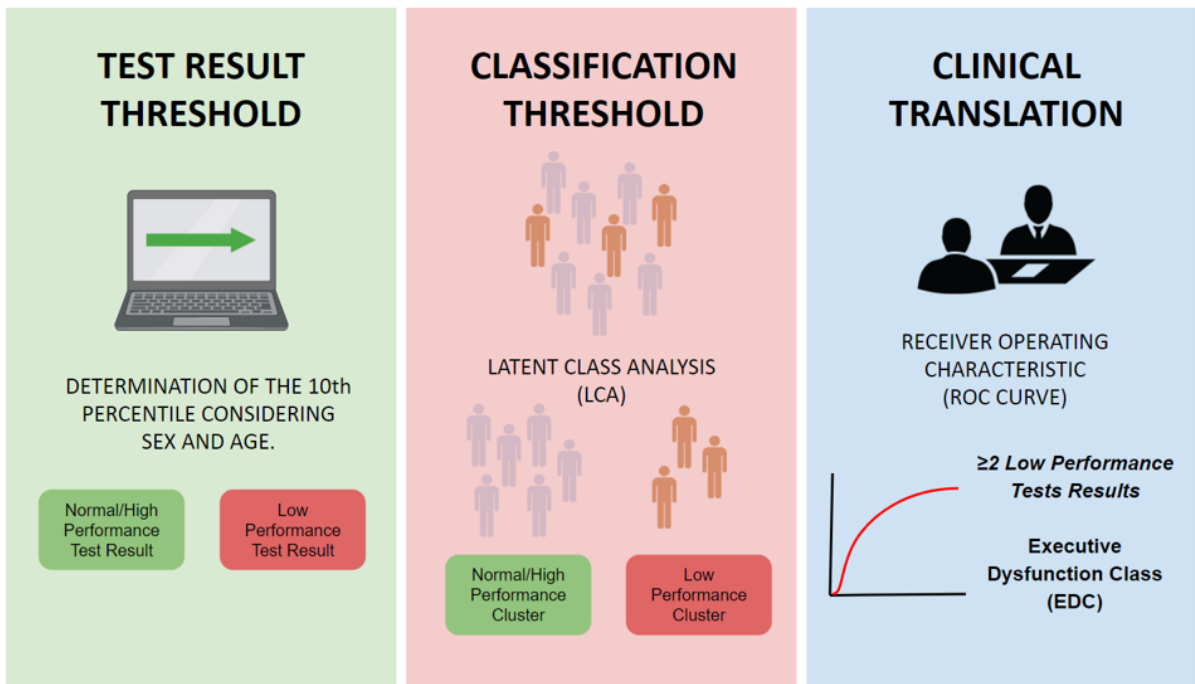 TEST RESULT
THRESHOLD
DETERMINATION OF THE 10th
PERCENTILE CONSIDERING
SEX AND AGE.
Normal/High
Performance
Test Result
Low
Performance
Test Result
CLASSIFICATION
THRESHOLD
LATENT CLASS ANALYSIS
(LCA)
Normal/High
Performance
Cluster
Low
Performance
Cluster
CLINICAL
TRANSLATION
RECEIVER OPERATING
CHARACTERISTIC
(ROC CURVE)
≥2 Low Performance
Tests Results
Executive
Dysfunction Class
(EDC)